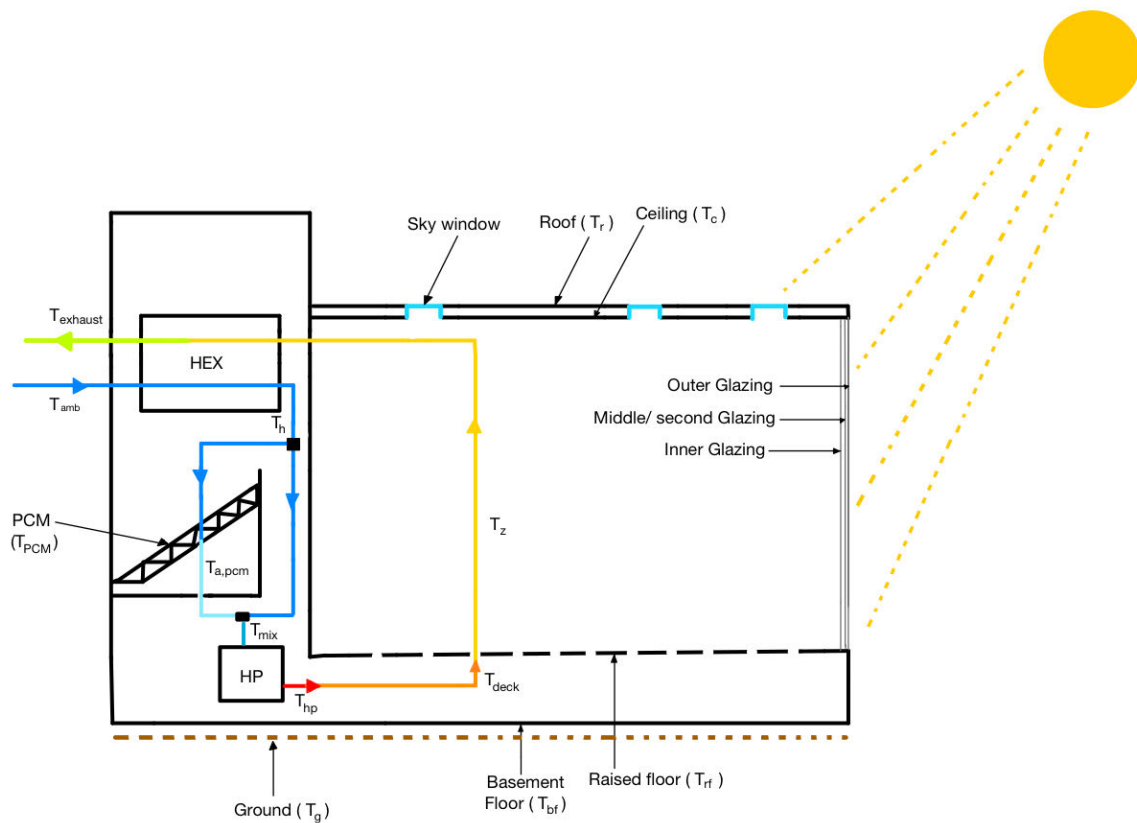 Sky window
Roof ( Tr )
Ceiling ( Tc )
Texhaust
HEX
Tamb
Th
Outer Glazing
Middle/ second Glazing
Inner Glazing
PCM
(TPCM)
Ta,pcm
Tz
Tmix
HP
Thp
Tdeck
Ground ( Tg )
Basement
Floor ( Tbf )
Raised floor ( Trf )